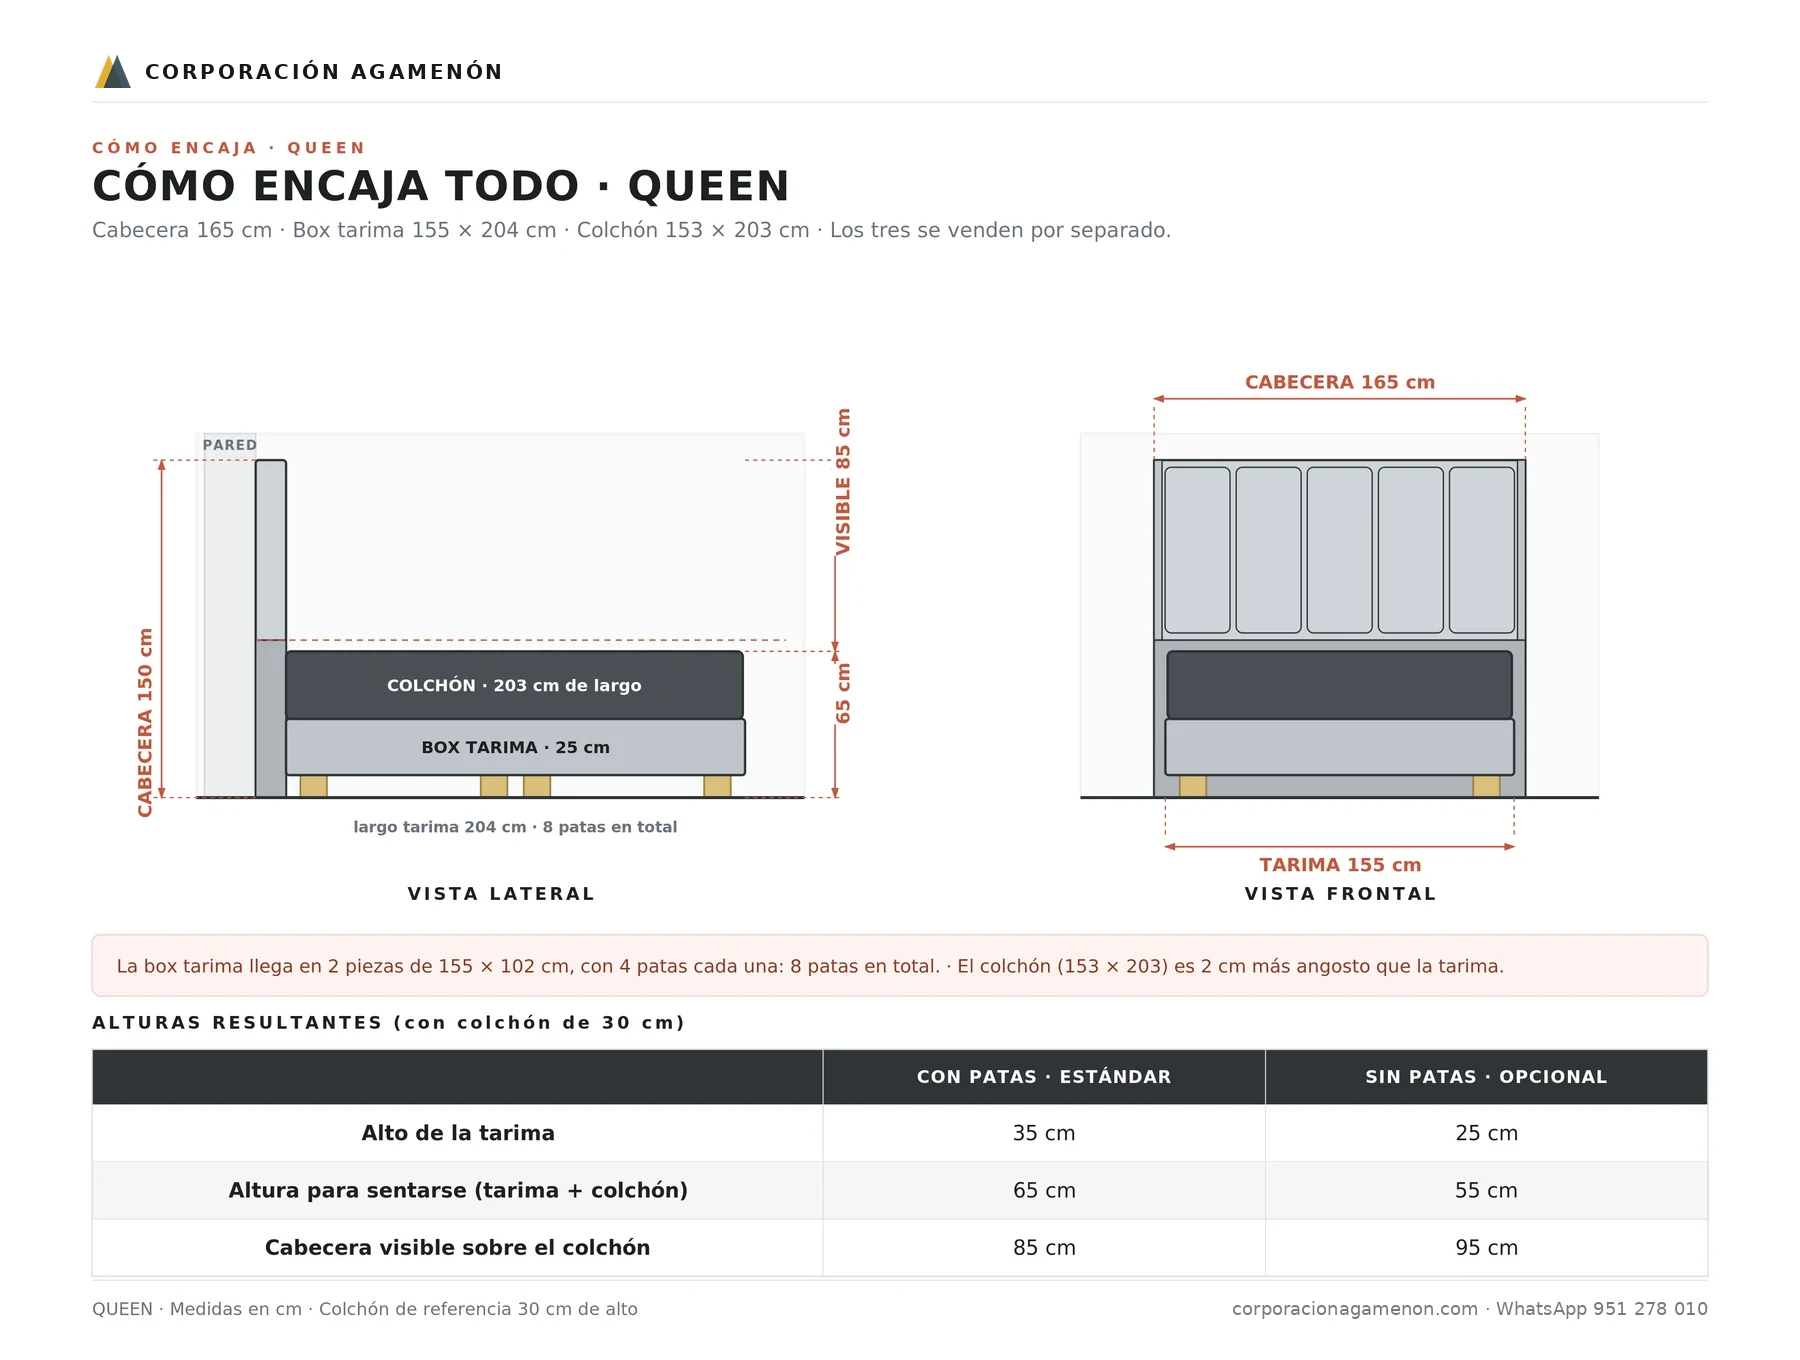 CORPORACIÓN AGAMENÓN
CÓMO ENCAJA · QUEEN
CÓMO ENCAJA TODO · QUEEN
Cabecera 165 cm · Box tarima 155 × 204 cm · Colchón 153 × 203 cm · Los tres se venden por separado.
PARED
CABECERA 150 cm
VISIBLE 85 cm
65 cm
COLCHÓN · 203 cm de largo
BOX TARIMA · 25 cm
largo tarima 204 cm · 8 patas en total
VISTA LATERAL
CABECERA 165 cm
TARIMA 155 cm
VISTA FRONTAL
La box tarima llega en 2 piezas de 155 × 102 cm, con 4 patas cada una: 8 patas en total. · El colchón (153 × 203) es 2 cm más angosto que la tarima.
ALTURAS RESULTANTES (con colchón de 30 cm)
CON PATAS · ESTÁNDAR SIN PATAS · OPCIONAL
Alto de la tarima 35 cm 25 cm
Altura para sentarse (tarima + colchón) 65 cm 55 cm
Cabecera visible sobre el colchón 85 cm 95 cm
QUEEN · Medidas en cm · Colchón de referencia 30 cm de alto
corporacionagamenon.com · WhatsApp 951 278 010